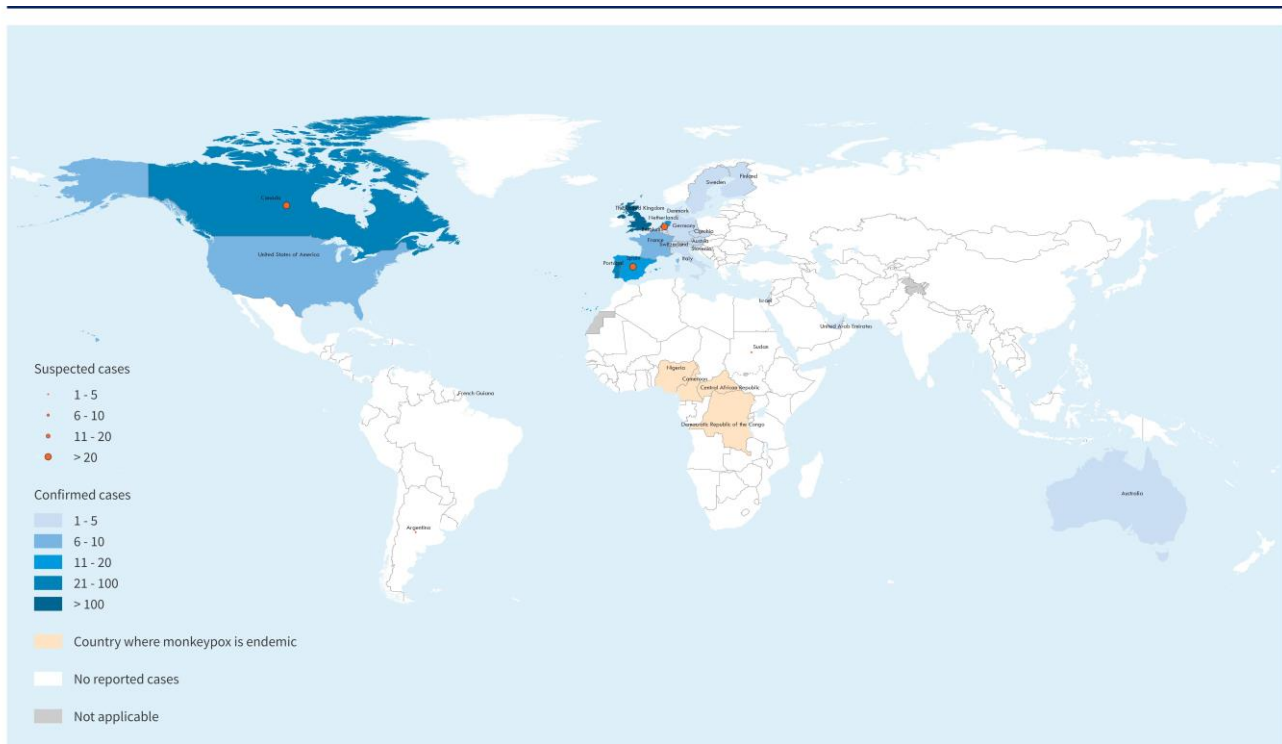 Canada
United States of America
Sweden
Finland
The United Kingdom
Denmark
Netherlands
Germany
Czechia
France
Switzerland
Austria
Slovenia
Portugal
Spain
Italy
Israel
United Arab Emirates
Sudan
Nigeria
Cameroon
Central African Republic
Democratic Republic of the Congo
French Guiana
Argentina
Australia
Suspected cases
1 - 5
6 - 10
11 - 20
> 20
Confirmed cases
1 - 5
6 - 10
11 - 20
21 - 100
> 100
Country where monkeypox is endemic
No reported cases
Not applicable